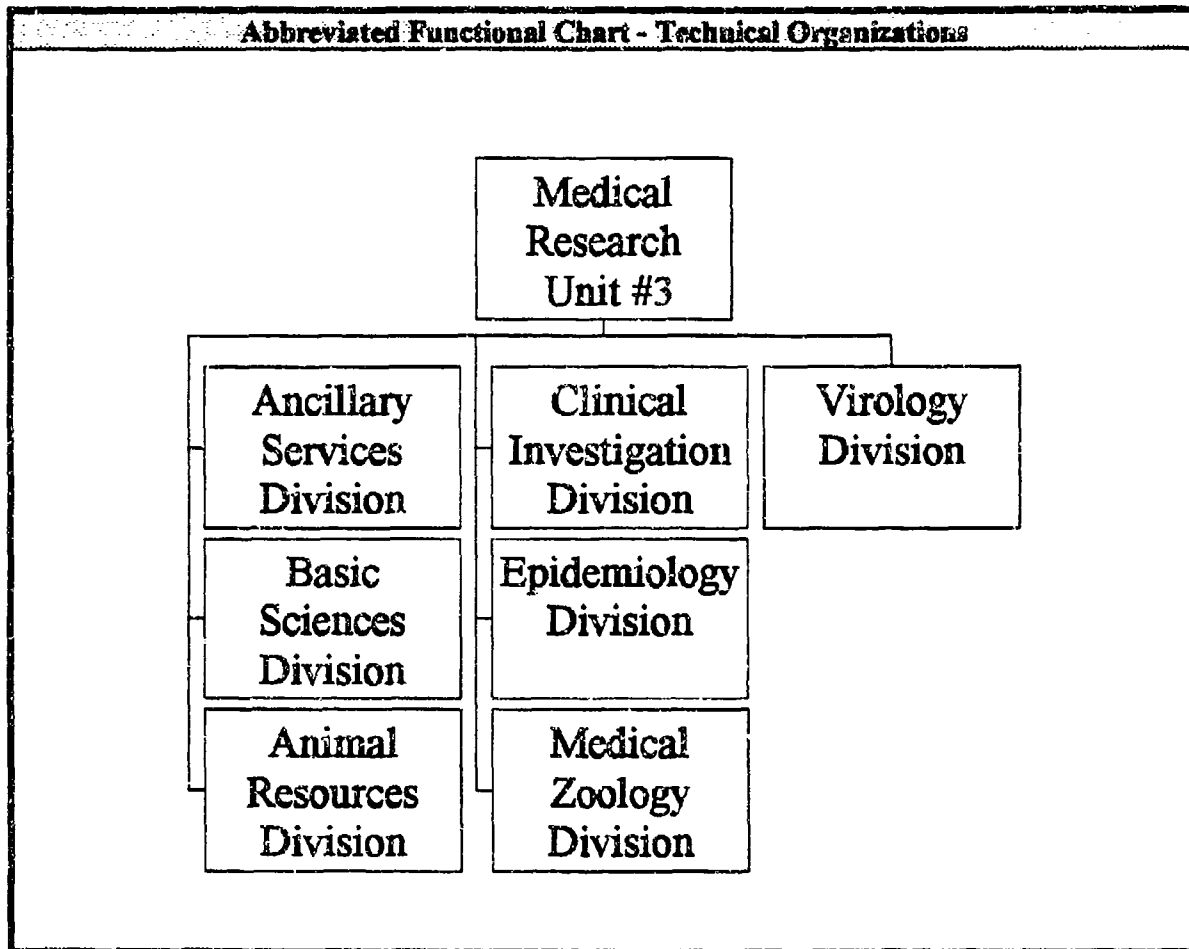 Abbreviated Functional Chart - Technical Organizations
Medical
Research
Unit #3
Ancillary
Services
Division
Clinical
Investigation
Division
Virology
Division
Basic
Sciences
Division
Epidemiology
Division
Animal
Resources
Division
Medical
Zoology
Division